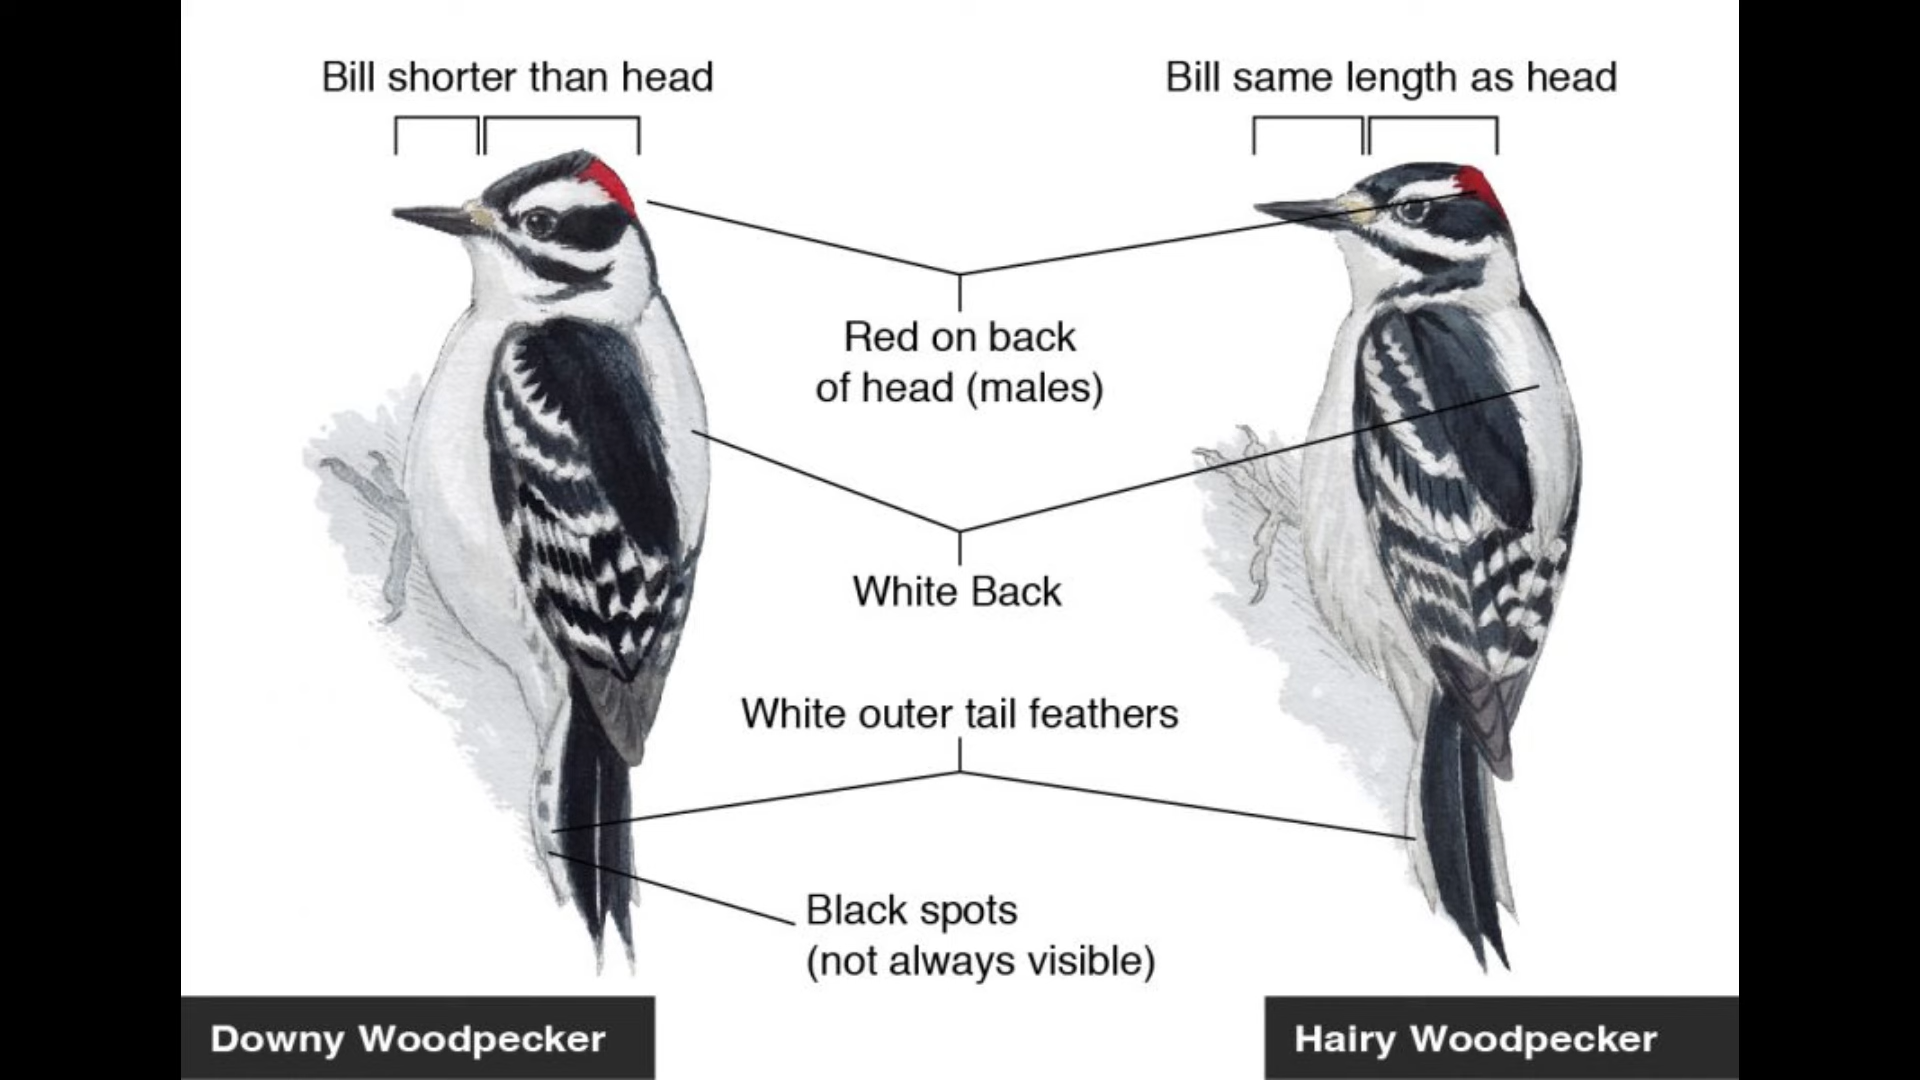 Bill shorter than head
Bill same length as head
Red on back
of head (males)
White Back
White outer tail feathers
Black spots
(not always visible)
Downy Woodpecker
Hairy Woodpecker